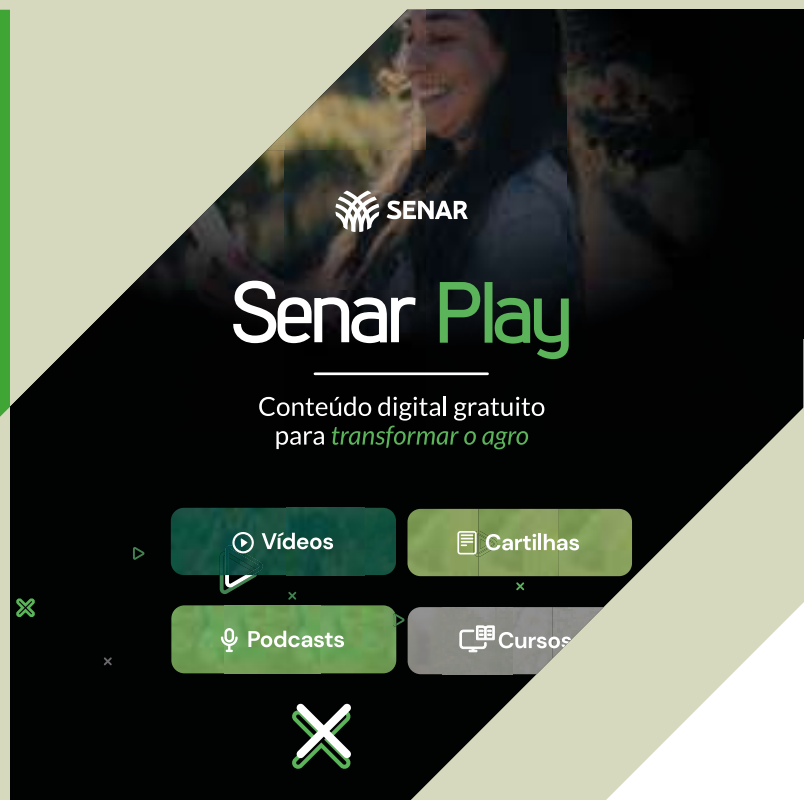 SENAR
Senar Play
Conteúdo digital gratuito
para transformar o agro
Vídeos
Cartilhas
Podcasts
Cursos